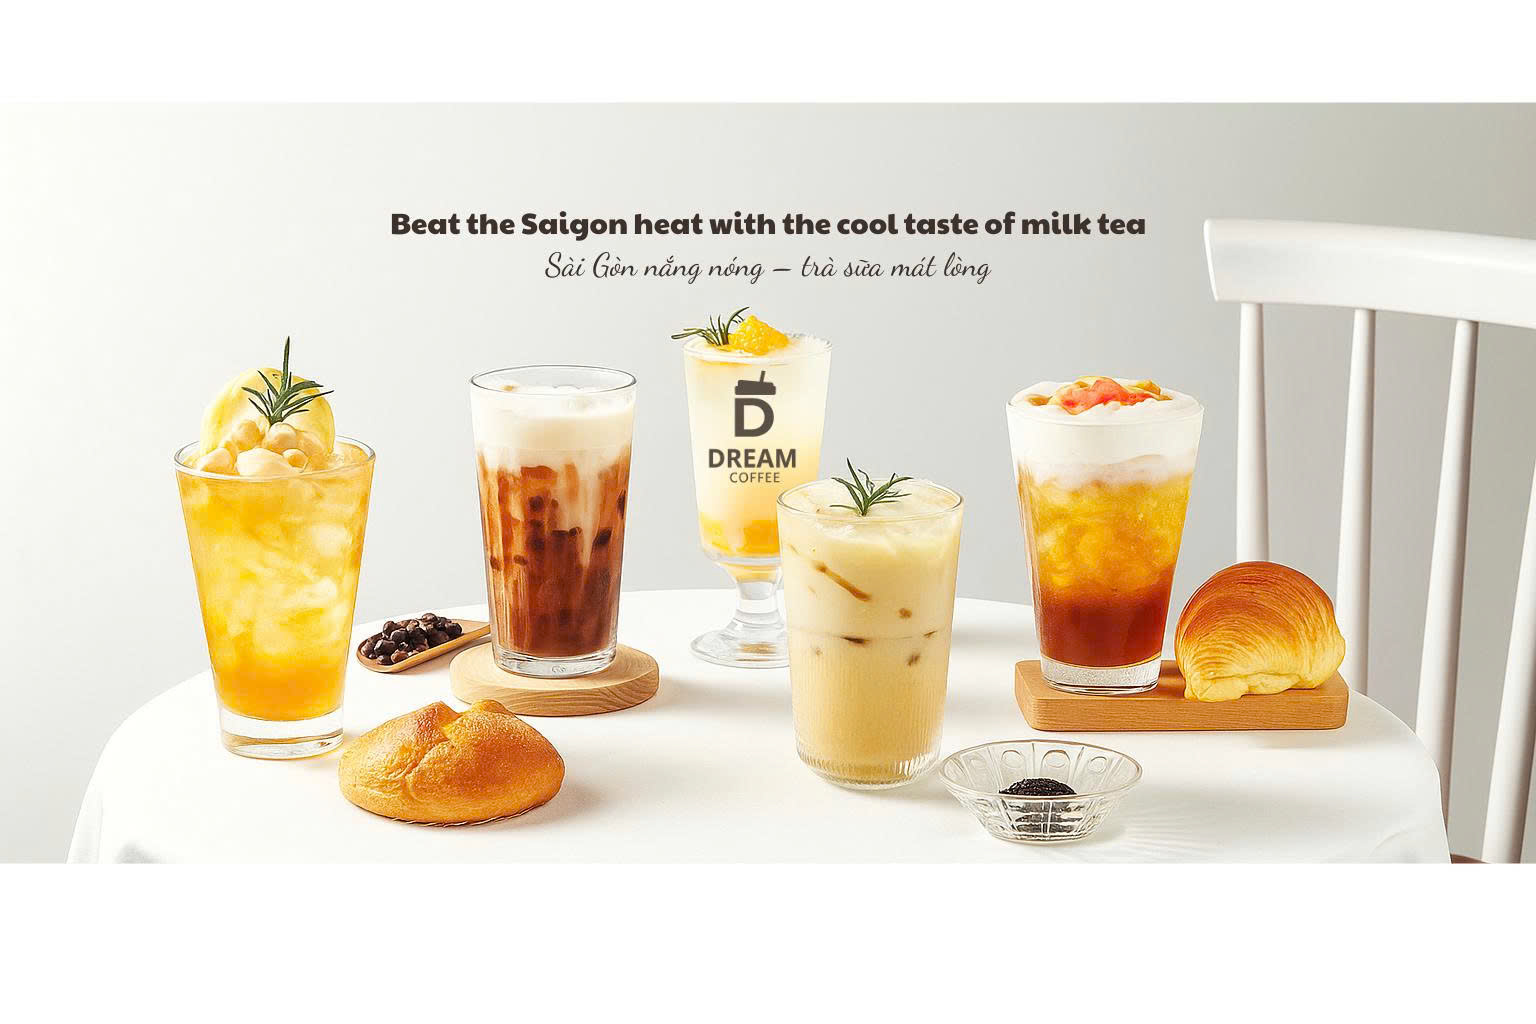 Beat the Saigon heat with the cool taste of milk tea
Sài Gòn nắng nóng – trà sữa mát lòng
D
DREAM
COFFEE